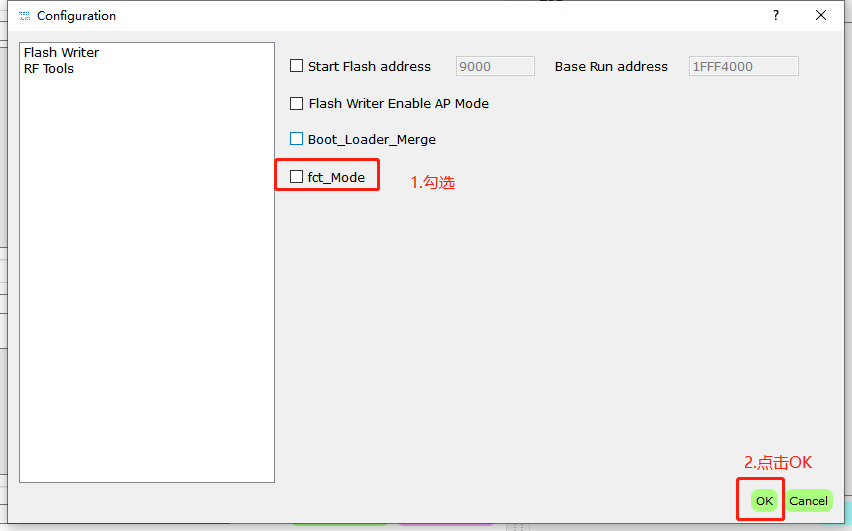 Configuration
?
Flash Writer
RF Tools
Start Flash address 9000 Base Run address 1FFF4000
Flash Writer Enable AP Mode
Boot_Loader_Merge
fct_Mode
1.勾选
2.点击OK
OK Cancel